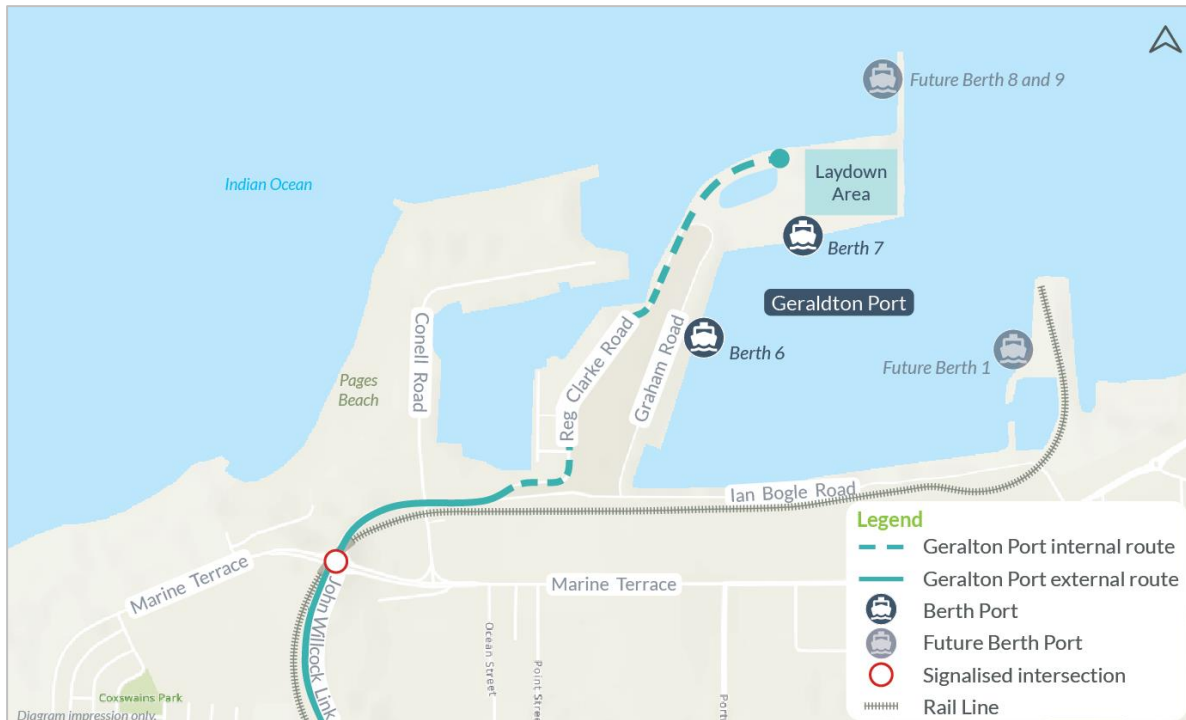 Future Berth 8 and 9
Indian Ocean
Laydown
Area
Berth 7
Geraldton Port
Conell Road
Reg Clarke Road
Graham Road
Berth 6
Future Berth 1
Pages
Beach
Ian Bogle Road
Marine Terrace
Marine Terrace
John Willcock Link
Ocean Street
Point Stre
Port
Coxswains Park
Diagram impression only.
Legend
Geralton Port internal route
Geralton Port external route
Berth Port
Future Berth Port
Signalised intersection
Rail Line